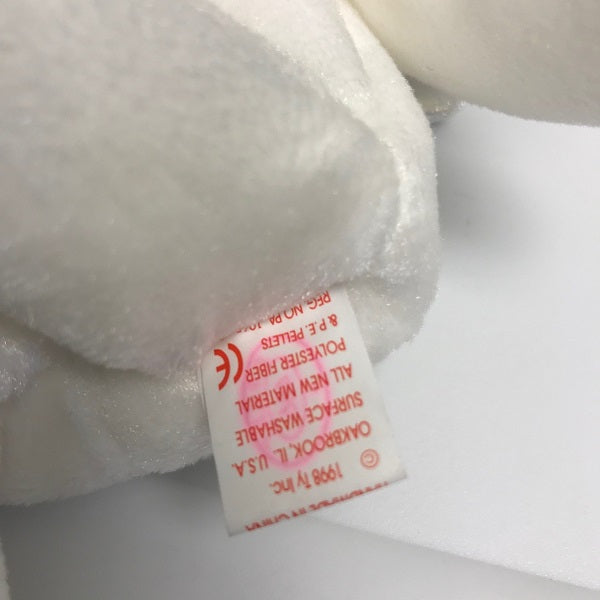 HANDMADE IN CHINA
© 1998 Ty Inc.
OAKBROOK, IL. U.S.A.
SURFACE WASHABLE
ALL NEW MATERIAL
POLYESTER FIBER
& P.E. PELLETS
CE
REG. NO PA.